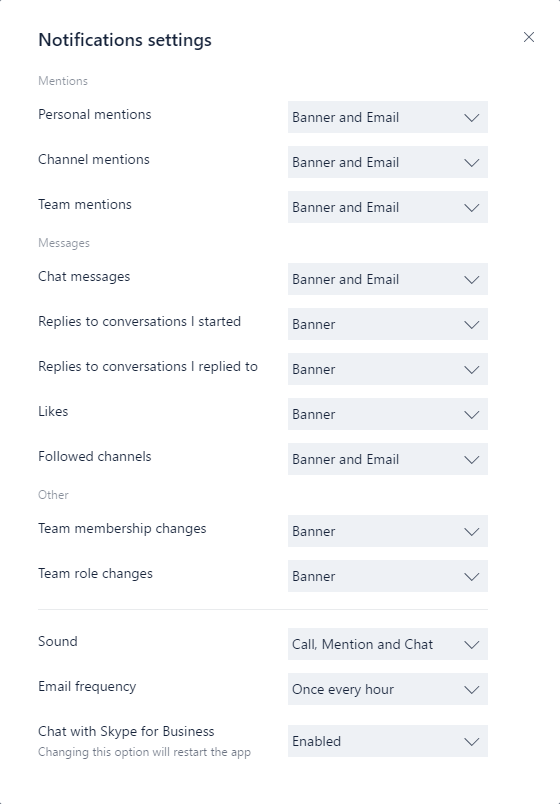 Notifications settings
Mentions
Personal mentions Banner and Email
Channel mentions Banner and Email
Team mentions Banner and Email
Messages
Chat messages Banner and Email
Replies to conversations I started Banner
Replies to conversations I replied to Banner
Likes Banner
Followed channels Banner and Email
Other
Team membership changes Banner
Team role changes Banner
Sound Call, Mention and Chat
Email frequency Once every hour
Chat with Skype for Business Enabled
Changing this option will restart the app